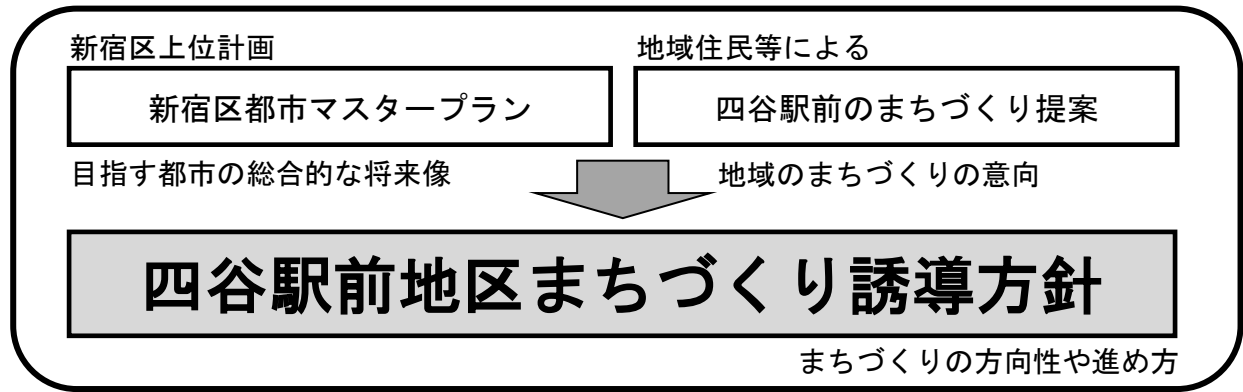 新宿区上位計画
地域住民等による
新宿区都市マスタープラン
四谷駅前のまちづくり提案
目指す都市の総合的な将来像
地域のまちづくりの意向
四谷駅前地区まちづくり誘導方針
まちづくりの方向性や進め方